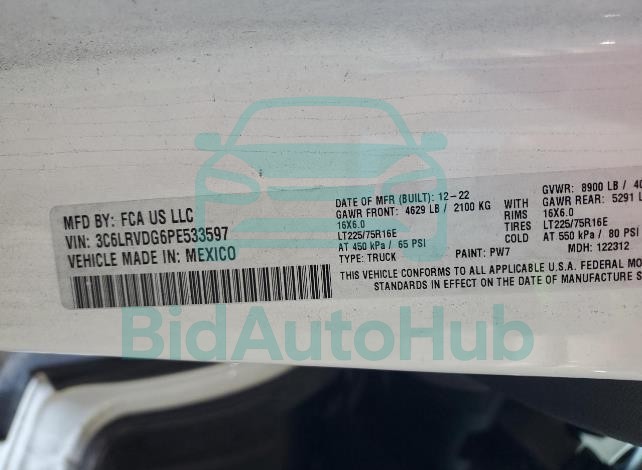 MFD BY: FCA US LLC
VIN: 3C6LRVDG6PE533597
VEHICLE MADE IN: MEXICO
DATE OF MFR (BUILT): 12-22
GAWR FRONT: 4629 LB / 2100 KG
16X6.0
LT225/75R16E
AT 450 kPa / 65 PSI
TYPE: TRUCK
PAINT: PW7
WITH
RIMS
TIRES
COLD
GVWR: 8900 LB / 40
GAWR REAR: 5291 L
16X6.0
LT225/75R16E
AT 550 kPa / 80 PSI
MDH: 122312
THIS VEHICLE CONFORMS TO ALL APPLICABLE U.S.A. FEDERAL MO
STANDARDS IN EFFECT ON THE DATE OF MANUFACTURE S
BidAutoHub